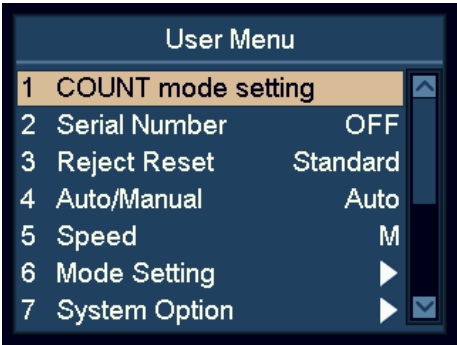 User Menu
1 COUNT mode setting
2 Serial Number OFF
3 Reject Reset Standard
4 Auto/Manual Auto
5 Speed M
6 Mode Setting
7 System Option